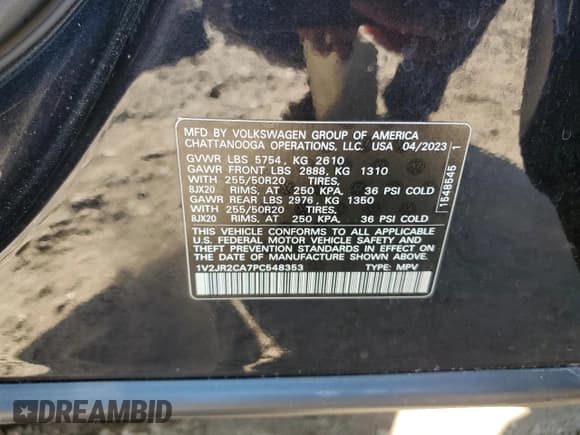 MFD BY VOLKSWAGEN GROUP OF AMERICA
CHATTANOOGA OPERATIONS, LLC. USA 04/2023
GVWR LBS 5754, KG 2610
GAWR FRONT LBS 2888, KG 1310
WITH 255/50R20 TIRES,
8JX20 RIMS, AT 250 KPA, 36 PSI COLD
GAWR REAR LBS 2976, KG 1350
WITH 255/50R20 TIRES,
8JX20 RIMS, AT 250 KPA, 36 PSI COLD
THIS VEHICLE CONFORMS TO ALL APPLICABLE
U.S. FEDERAL MOTOR VEHICLE SAFETY AND
THEFT PREVENTION STANDARDS IN EFFECT ON
THE DATE OF MANUFACTURE SHOWN ABOVE.
1V2JR2CA7PC548353 TYPE: MPV
1548545 1
DREAMBID